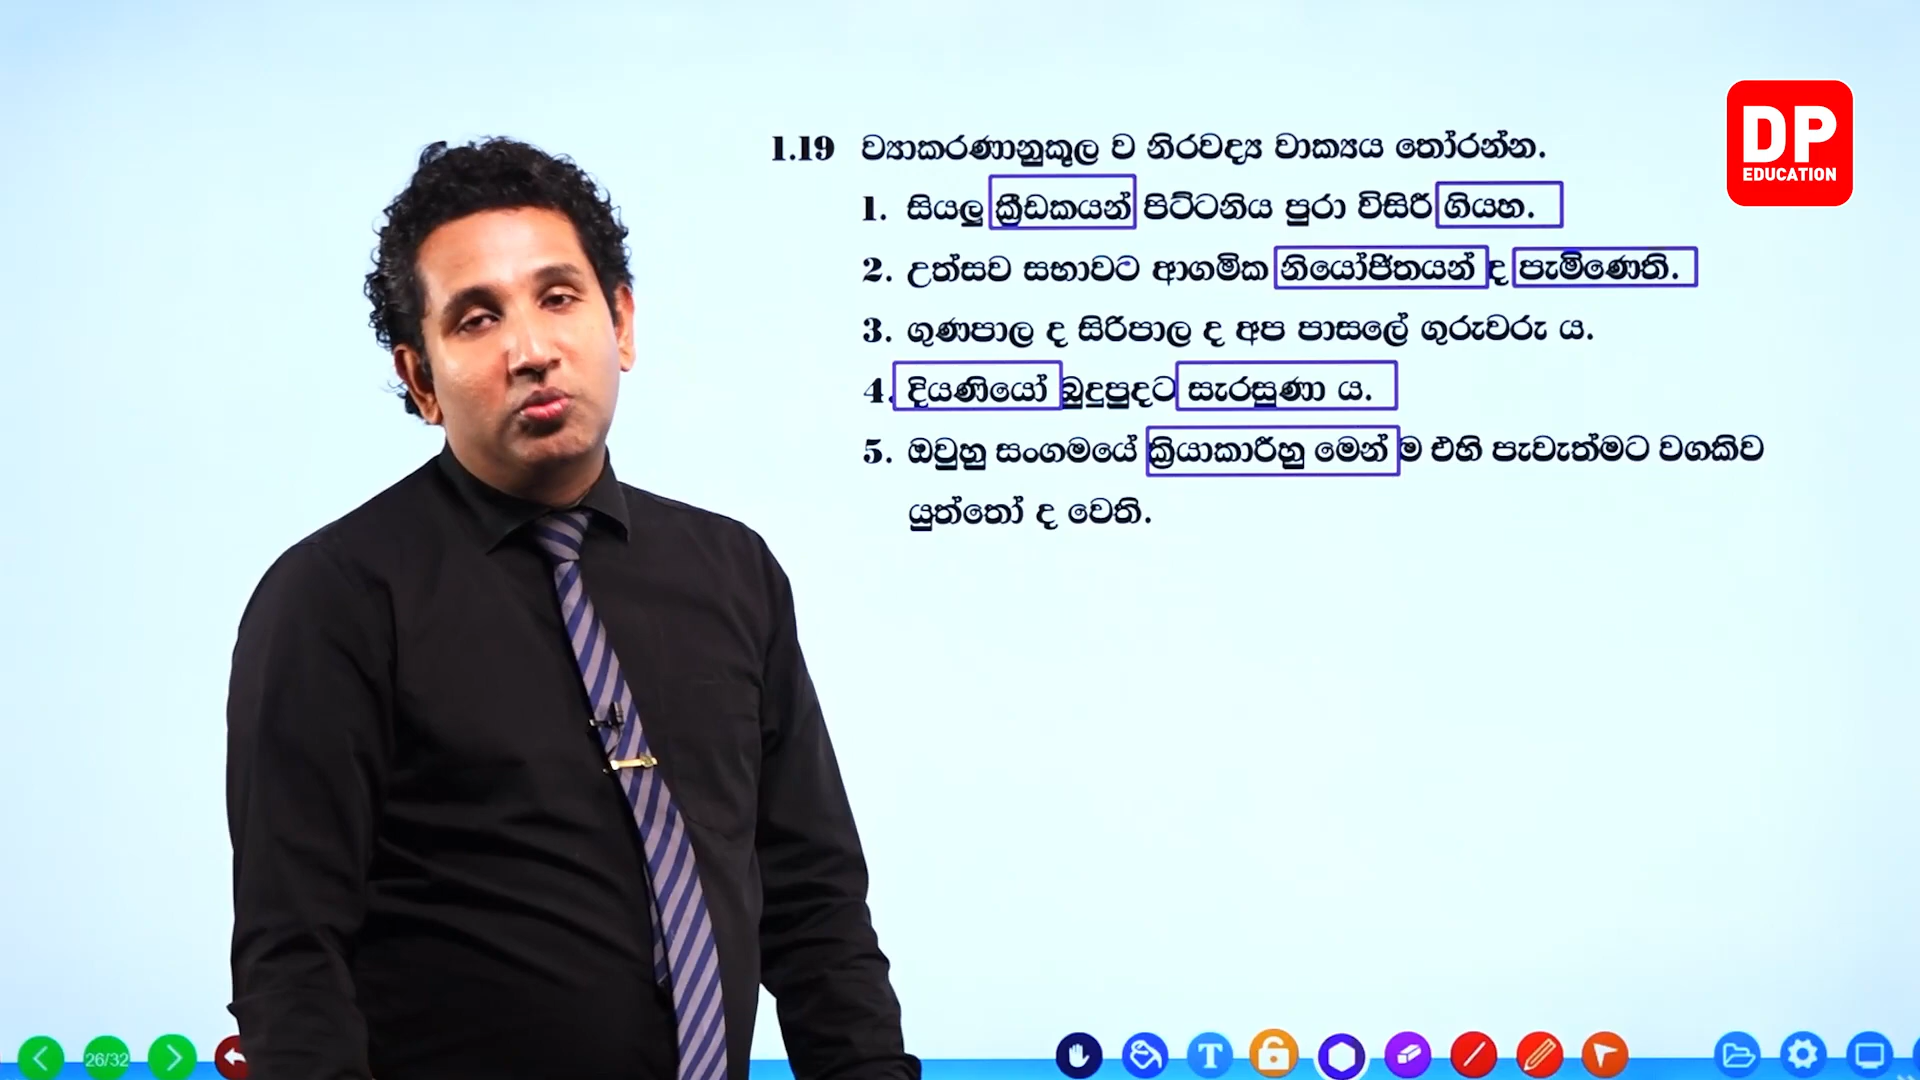 DP
EDUCATION
1.19 ව්‍යාකරණානුකූල ව නිරවද්‍ය වාක්‍යය තෝරන්න.
1. සියලු ක්‍රීඩකයන් පිට්ටනිය පුරා විසිරී ගියහ.
2. උත්සව සභාවට ආගමික නියෝජිතයන් ද පැමිණෙති.
3. ගුණපාල ද සිරිපාල ද අප පාසලේ ගුරුවරු ය.
4. දියණියෝ බුදුපුදට සැරසුණා ය.
5. ඔවුහු සංගමයේ ක්‍රියාකාරීහු මෙන් ම එහි පැවැත්මට වගකිව
යුත්තෝ ද වෙති.
26/32
T